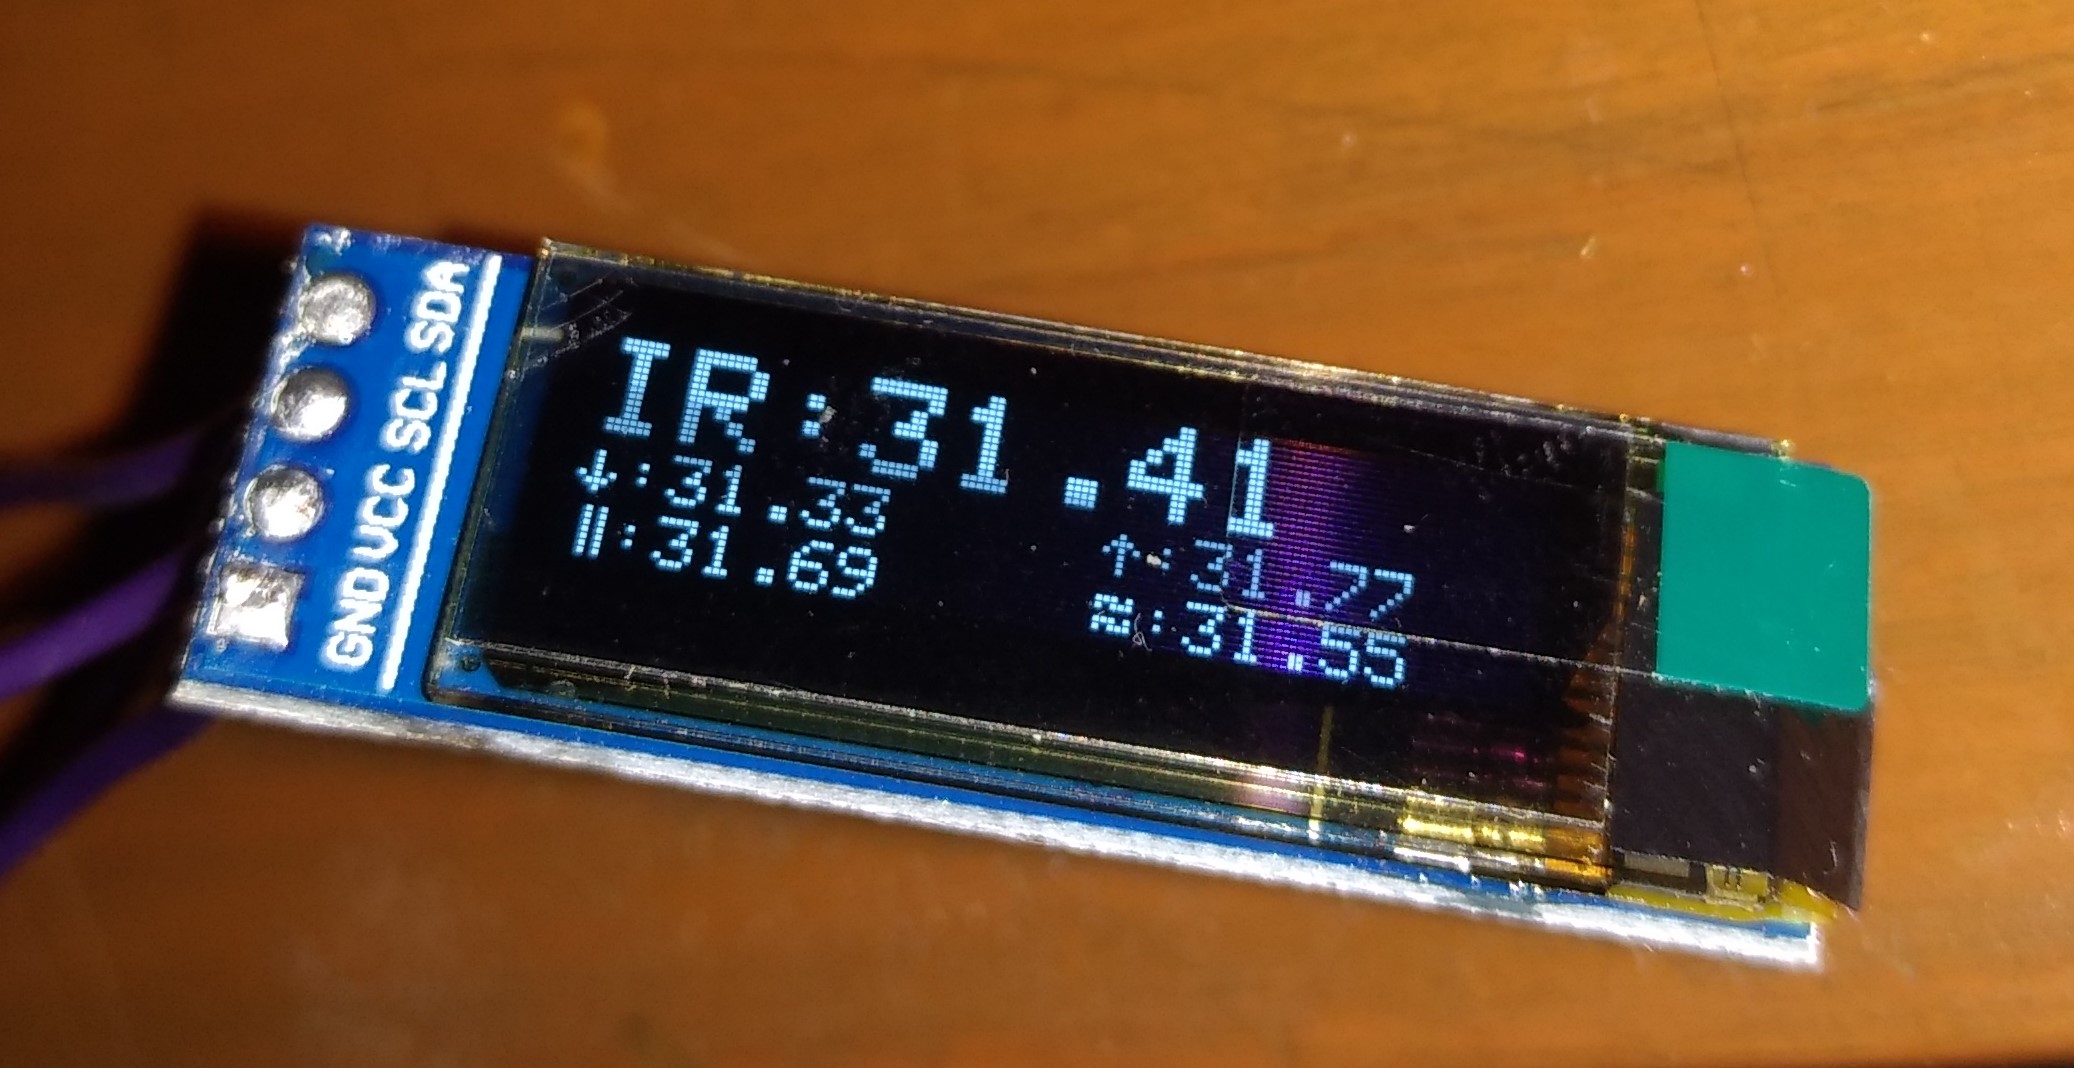 GND VCC SCL SDA
IR:31.41
↓:31.33 ↑:31.77
‖:31.69 ≈:31.55